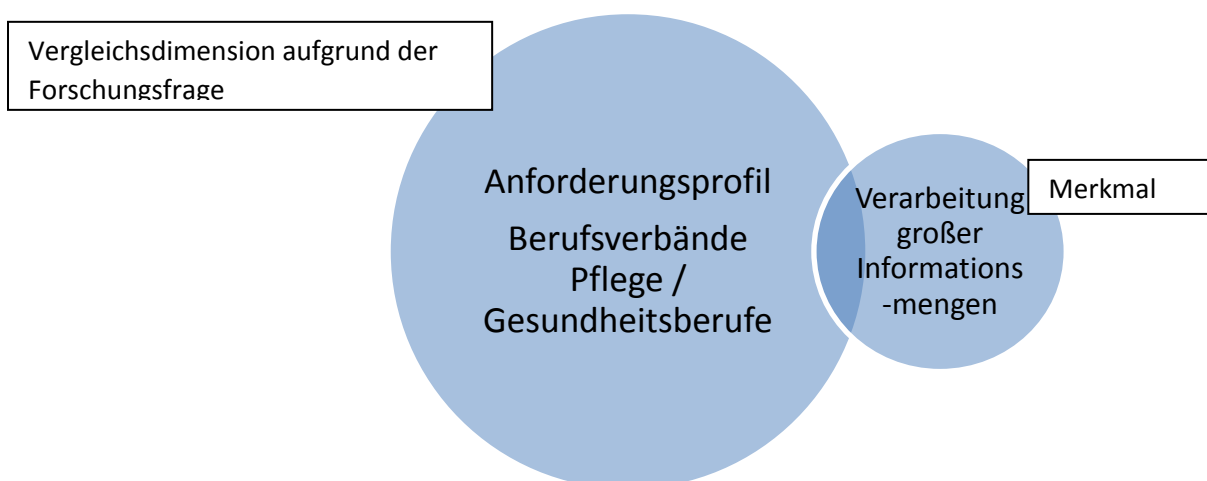 Vergleichsdimension aufgrund der
Forschungsfrage
Anforderungsprofil
Berufsverbände
Pflege /
Gesundheitsberufe
Verarbeitung
großer
Informations
-mengen
Merkmal